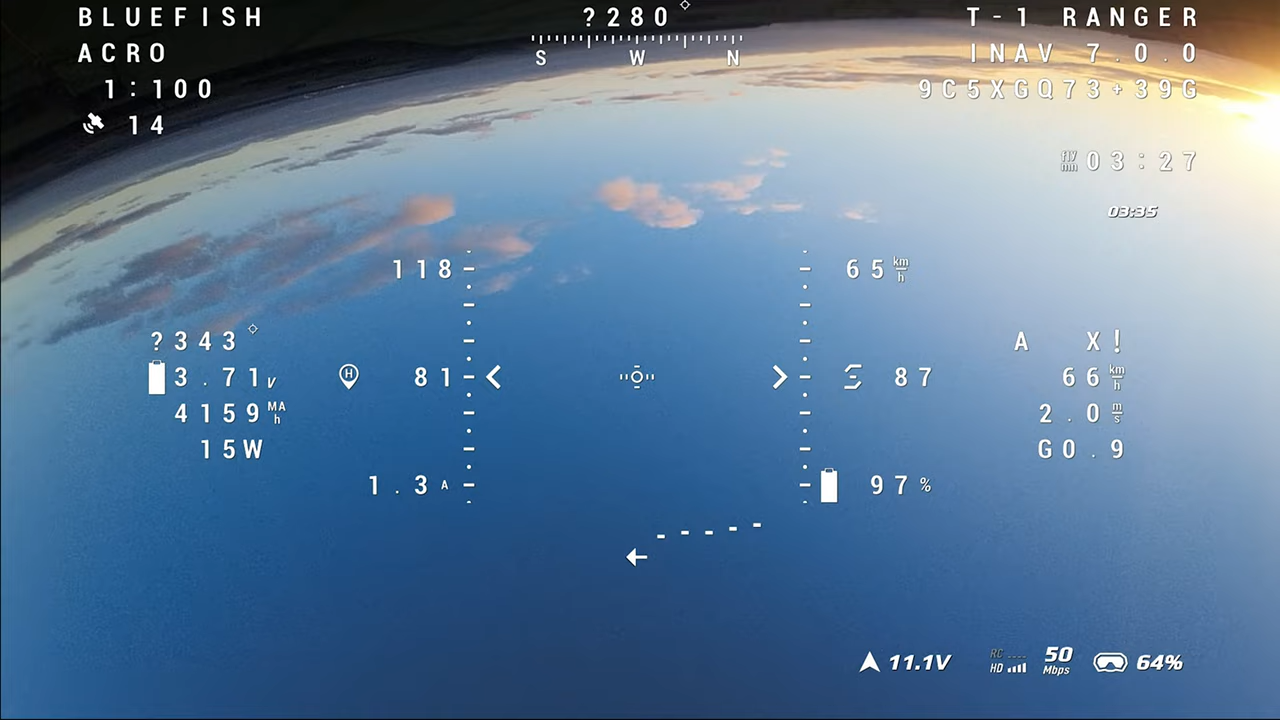 BLUEFISH
?280
T-1 RANGER
ACRO
INAV 7.0.0
S W N
1:100
9C5XGQ73+39G
14
FLY MN 03:27
03:35
118
65 km/h
?343
A X!
3.71V
H
81
87
66 km/h
4159 MAh
2.0 m/s
15W
G0.9
1.3 A
97 %
11.1V
RC ----
HD
50 Mbps
64%